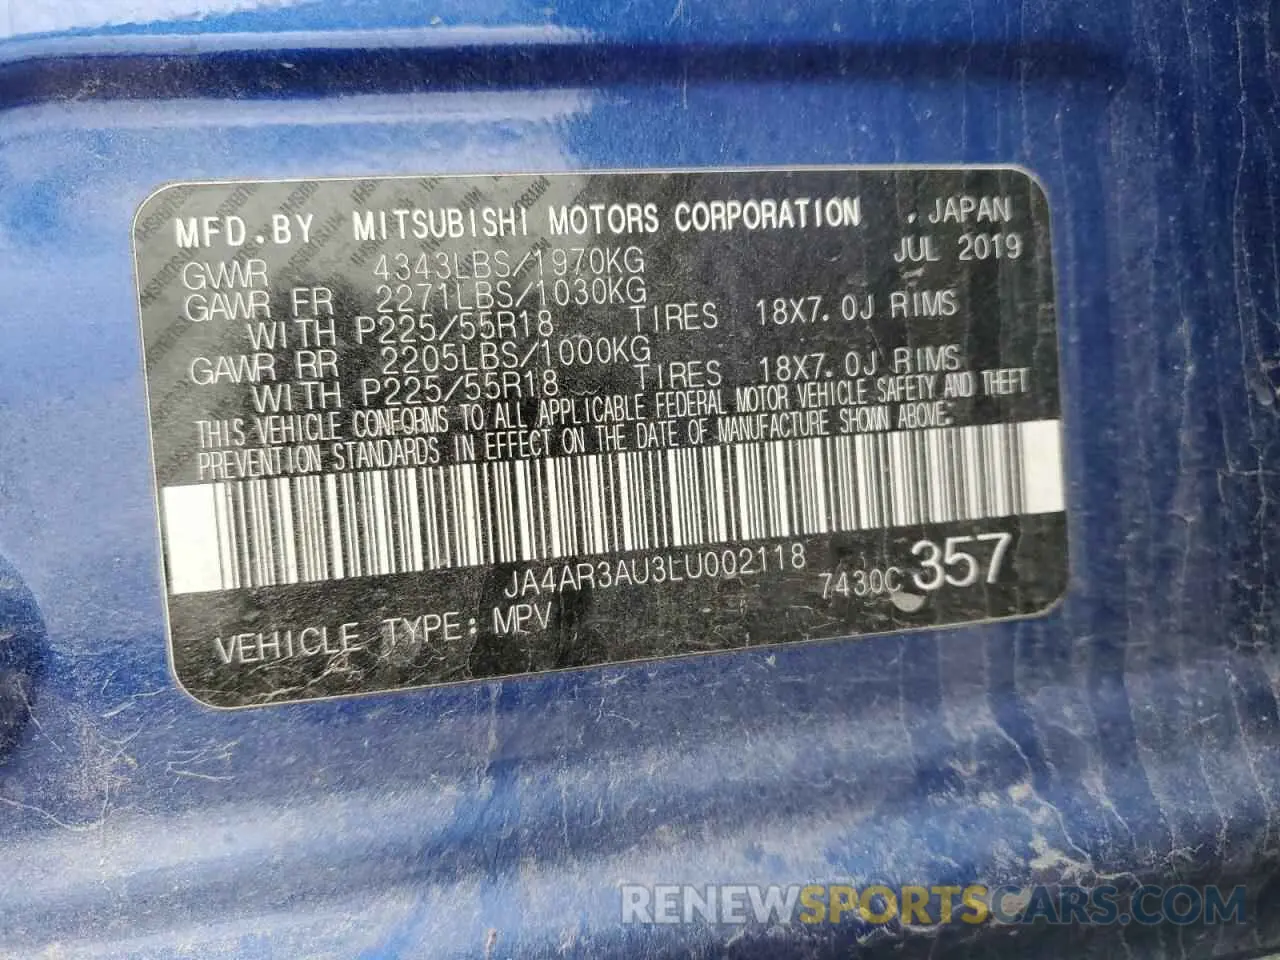 MFD.BY MITSUBISHI MOTORS CORPORATION , JAPAN
GVWR 4343LBS/1970KG JUL 2019
GAWR FR 2271LBS/1030KG
WITH P225/55R18 TIRES 18X7.0J RIMS
GAWR RR 2205LBS/1000KG
WITH P225/55R18 TIRES 18X7.0J RIMS
THIS VEHICLE CONFORMS TO ALL APPLICABLE FEDERAL MOTOR VEHICLE SAFETY AND THEFT
PREVENTION STANDARDS IN EFFECT ON THE DATE OF MANUFACTURE SHOWN ABOVE.
JA4AR3AU3LU002118 7430C 357
VEHICLE TYPE: MPV
RENEWSPORTSCARS.COM